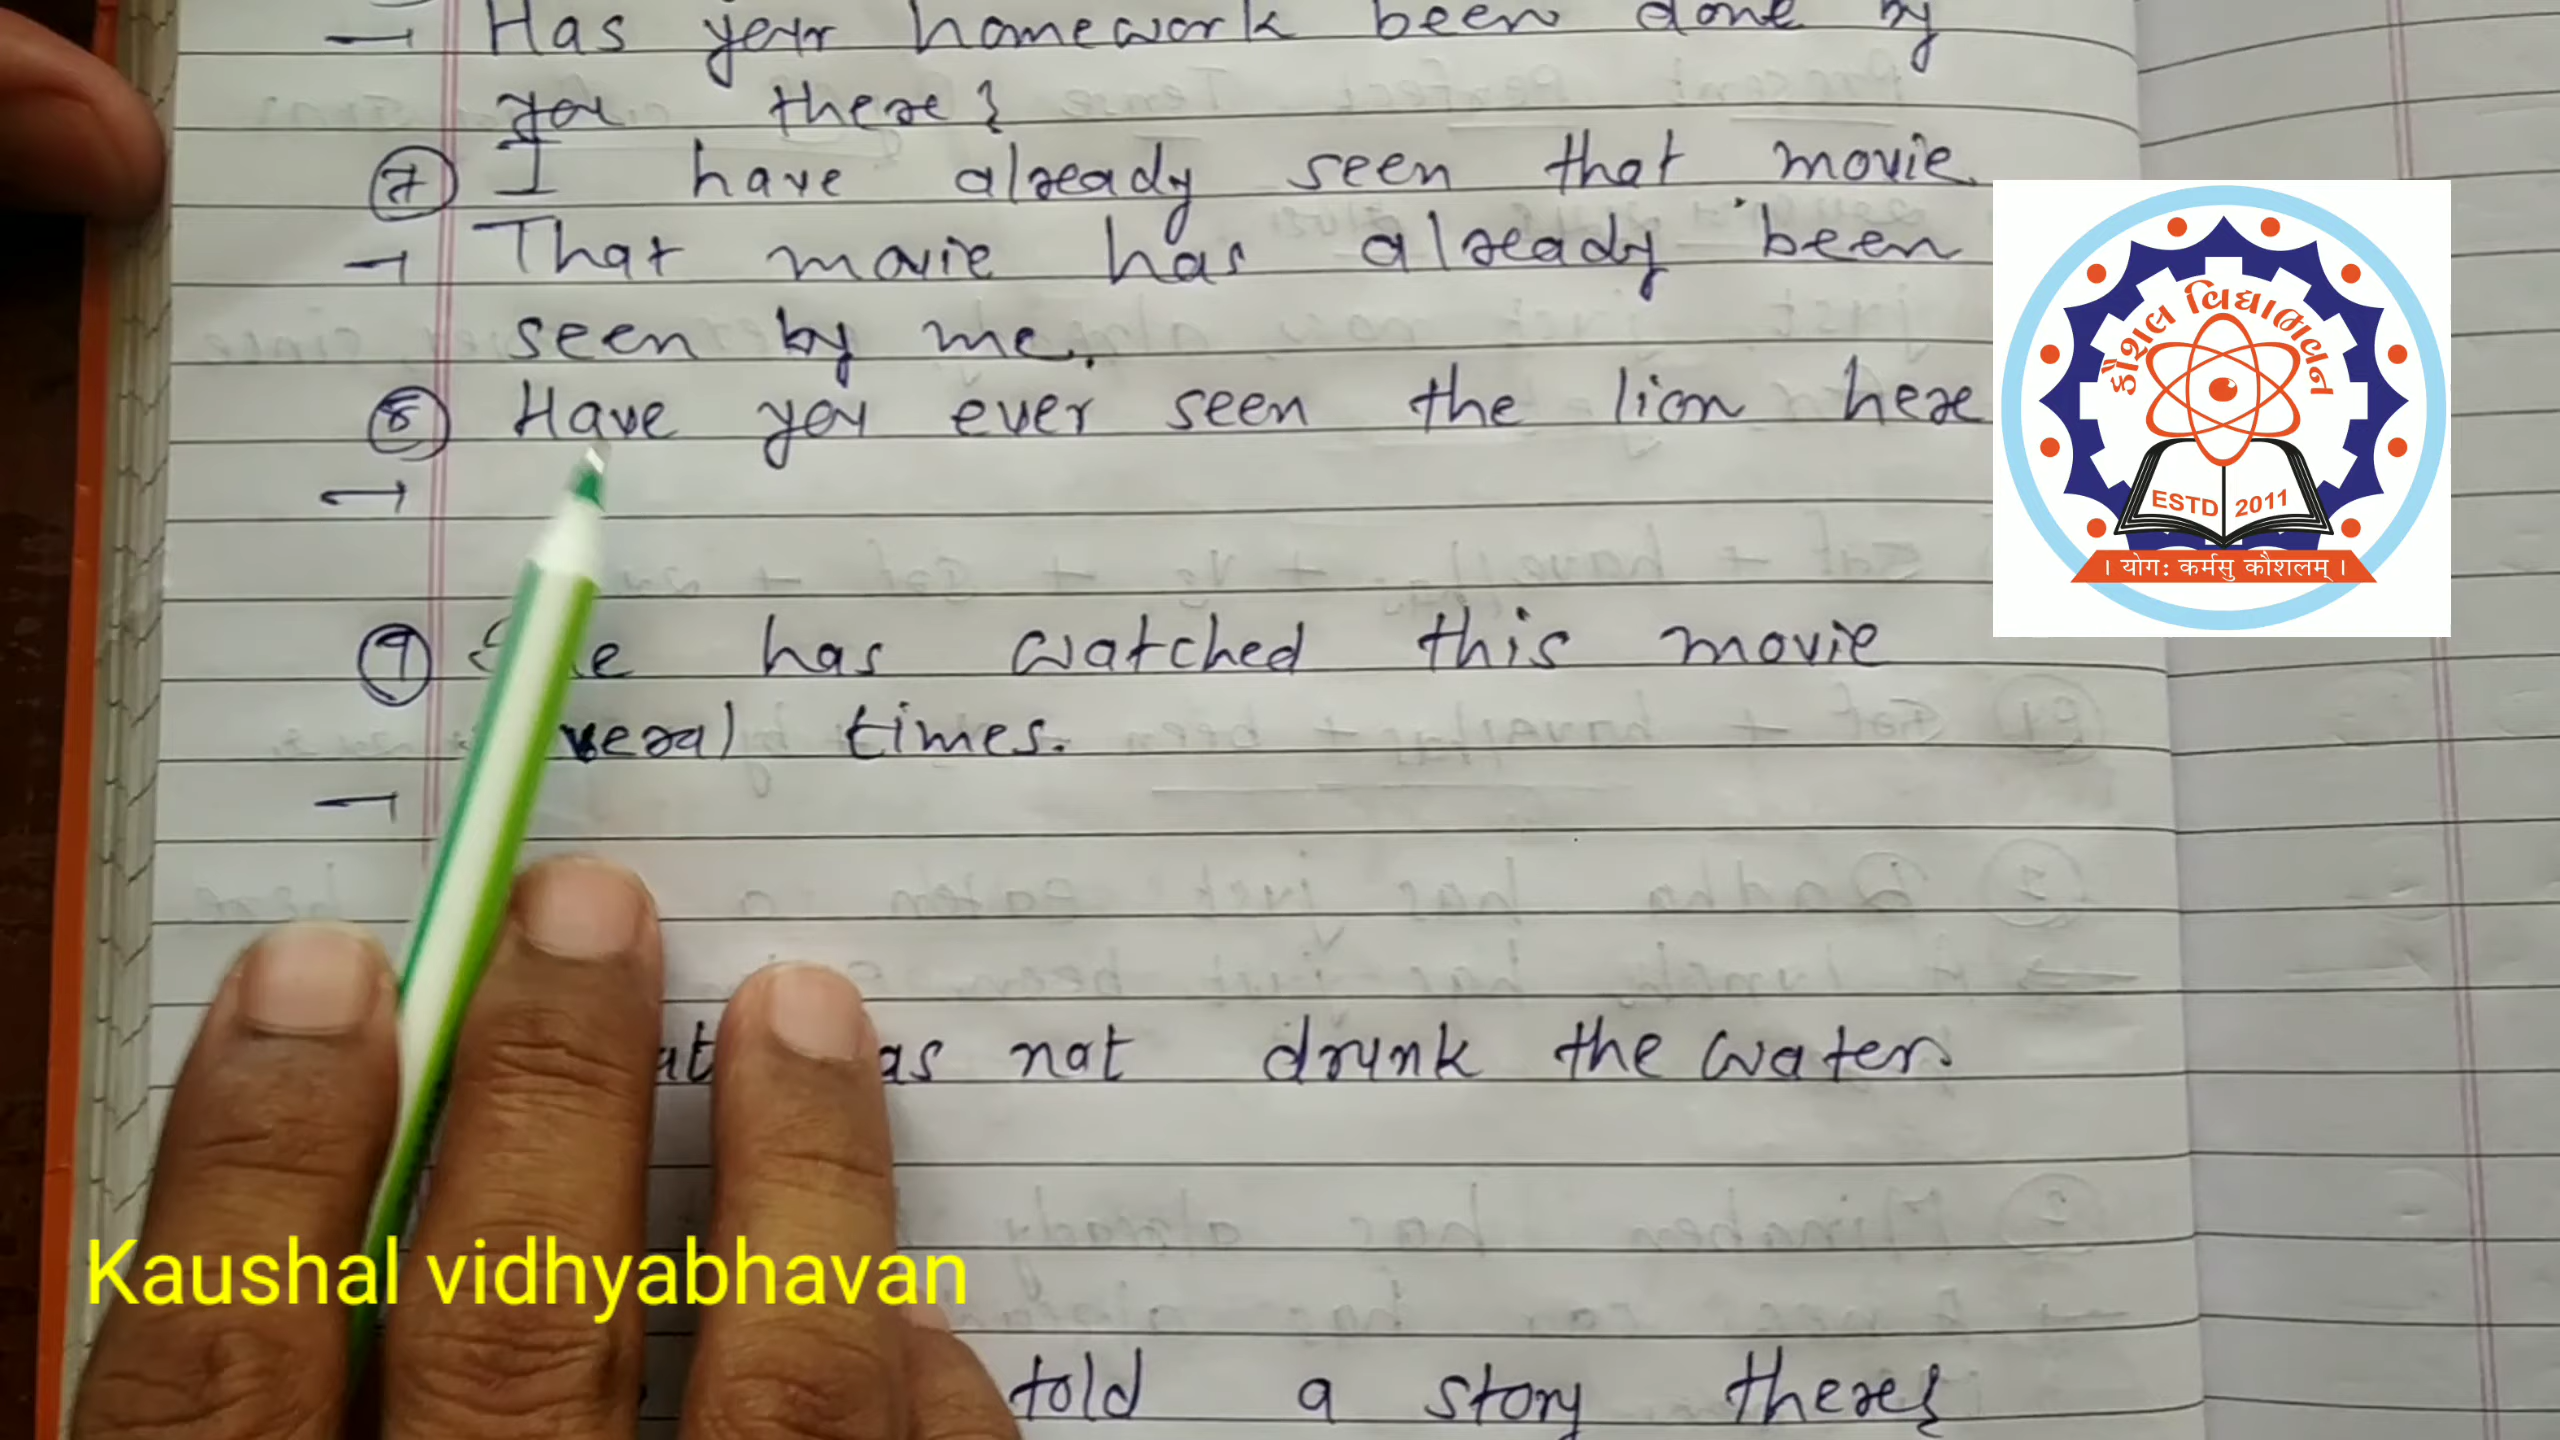 → Has your homework been done by
you there?
⑦ I have already seen that movie.
→ That movie has already been
seen by me.
⑧ Have you ever seen the lion here
→
⑨ has watched this movie
times.
→
not drunk the water.
told a story there?
કૌશલ વિદ્યાભવન
ESTD 2011
। योगः कर्मसु कौशलम् ।
Kaushal vidhyabhavan